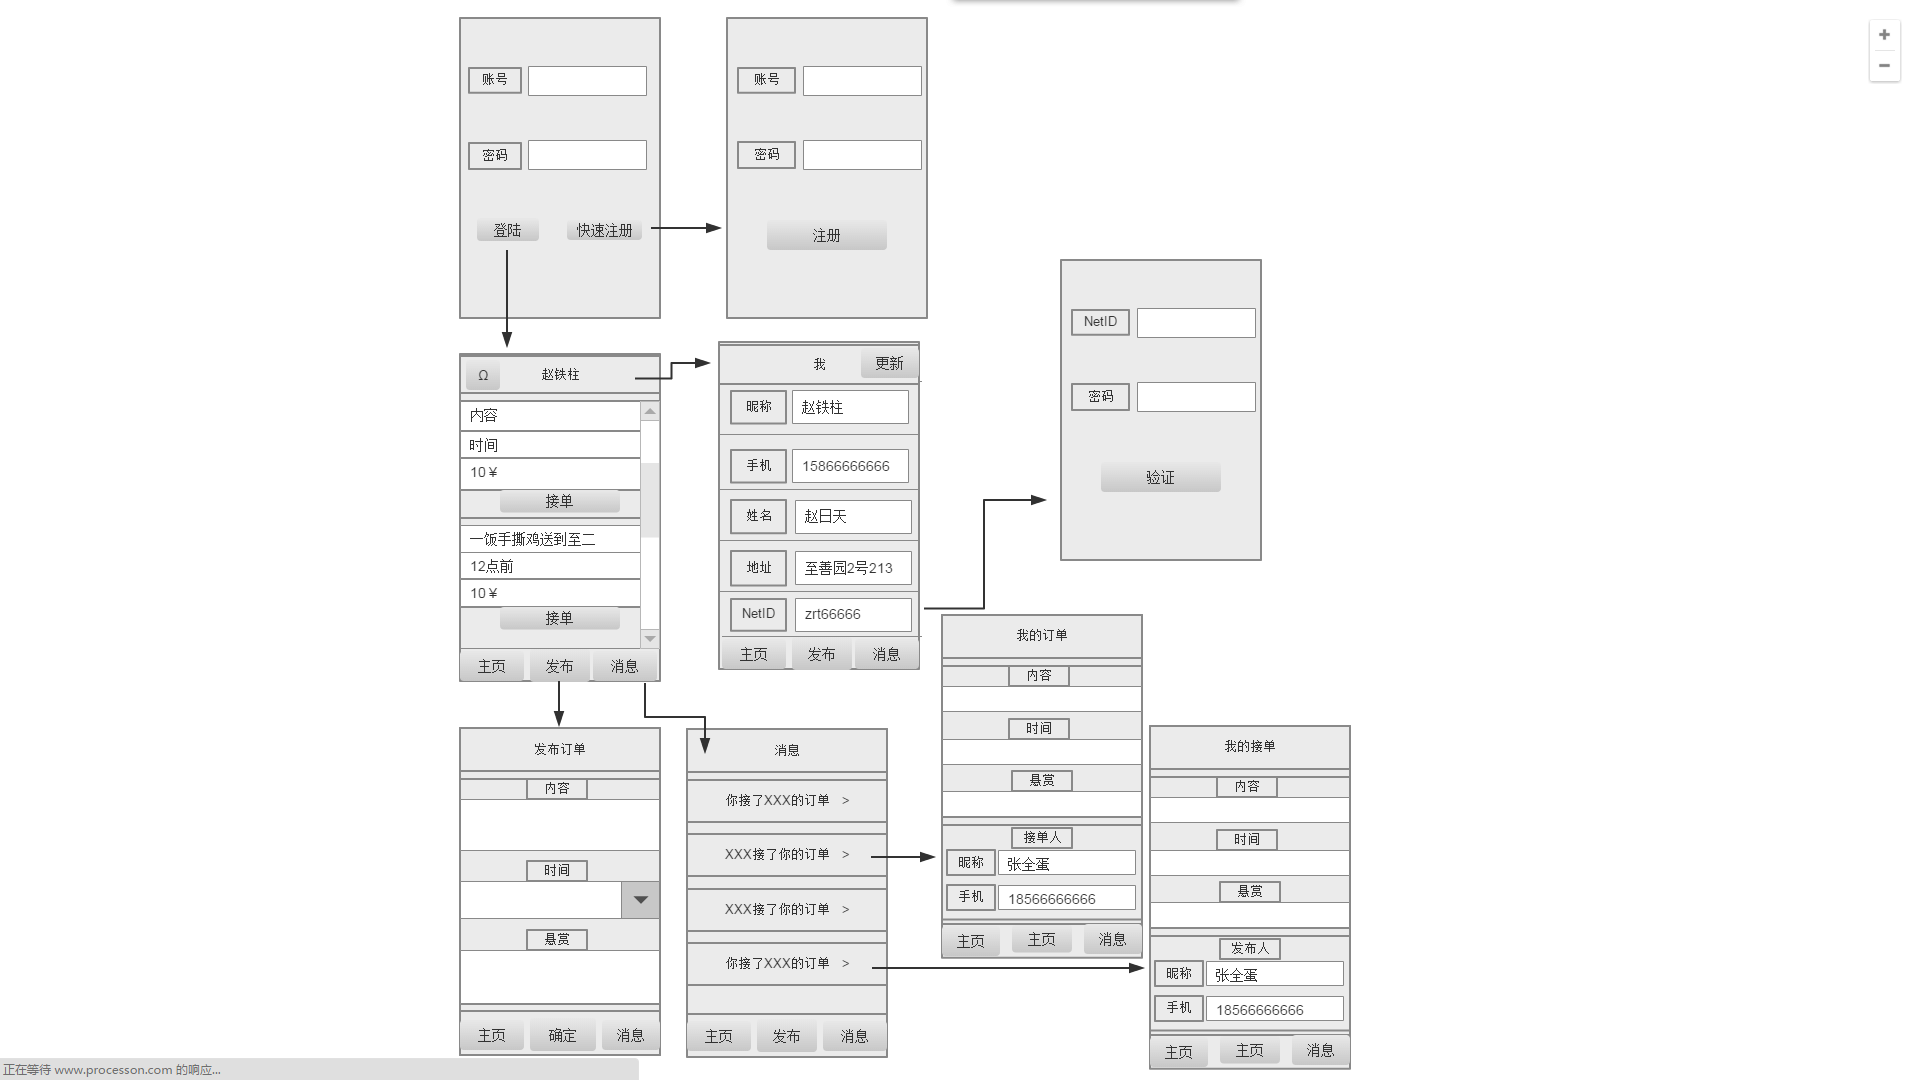 账号
密码
登陆 快速注册
账号
密码
注册
Ω 赵铁柱
内容
时间
10￥
接单
一饭手撕鸡送到至二
12点前
10￥
接单
主页 发布 消息
我 更新
昵称 赵铁柱
手机 15866666666
姓名 赵日天
地址 至善园2号213
NetID zrt66666
主页 发布 消息
NetID
密码
验证
发布订单
内容
时间
悬赏
主页 确定 消息
消息
你接了XXX的订单 >
XXX接了你的订单 >
XXX接了你的订单 >
你接了XXX的订单 >
主页 发布 消息
我的订单
内容
时间
悬赏
接单人
昵称 张全蛋
手机 18566666666
主页 主页 消息
我的接单
内容
时间
悬赏
发布人
昵称 张全蛋
手机 18566666666
主页 主页 消息
正在等待 www.processon.com 的响应...